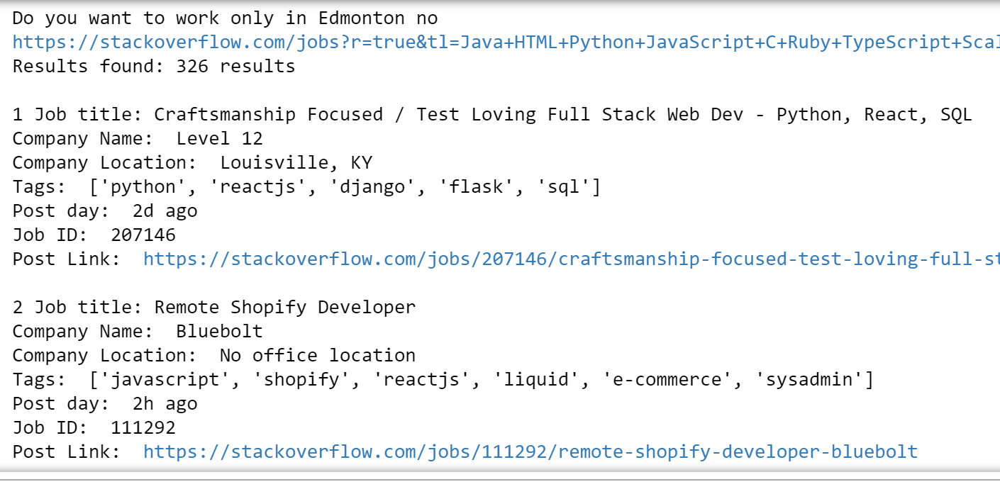 Do you want to work only in Edmonton no
https://stackoverflow.com/jobs?r=true&tl=Java+HTML+Python+JavaScript+C+Ruby+TypeScript+Scal
Results found: 326 results
1 Job title: Craftsmanship Focused / Test Loving Full Stack Web Dev - Python, React, SQL
Company Name:  Level 12
Company Location:  Louisville, KY
Tags:  ['python', 'reactjs', 'django', 'flask', 'sql']
Post day:  2d ago
Job ID:  207146
Post Link:  https://stackoverflow.com/jobs/207146/craftsmanship-focused-test-loving-full-st
2 Job title: Remote Shopify Developer
Company Name:  Bluebolt
Company Location:  No office location
Tags:  ['javascript', 'shopify', 'reactjs', 'liquid', 'e-commerce', 'sysadmin']
Post day:  2h ago
Job ID:  111292
Post Link:  https://stackoverflow.com/jobs/111292/remote-shopify-developer-bluebolt